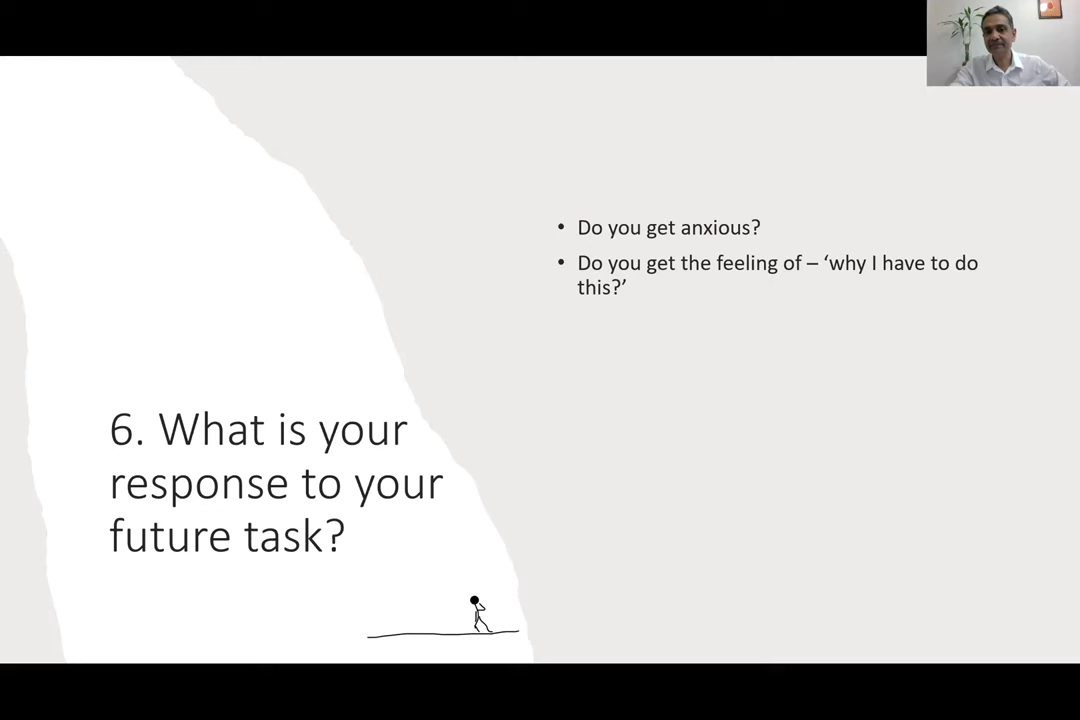 • Do you get anxious?
• Do you get the feeling of – ‘why I have to do
this?’
6. What is your
response to your
future task?